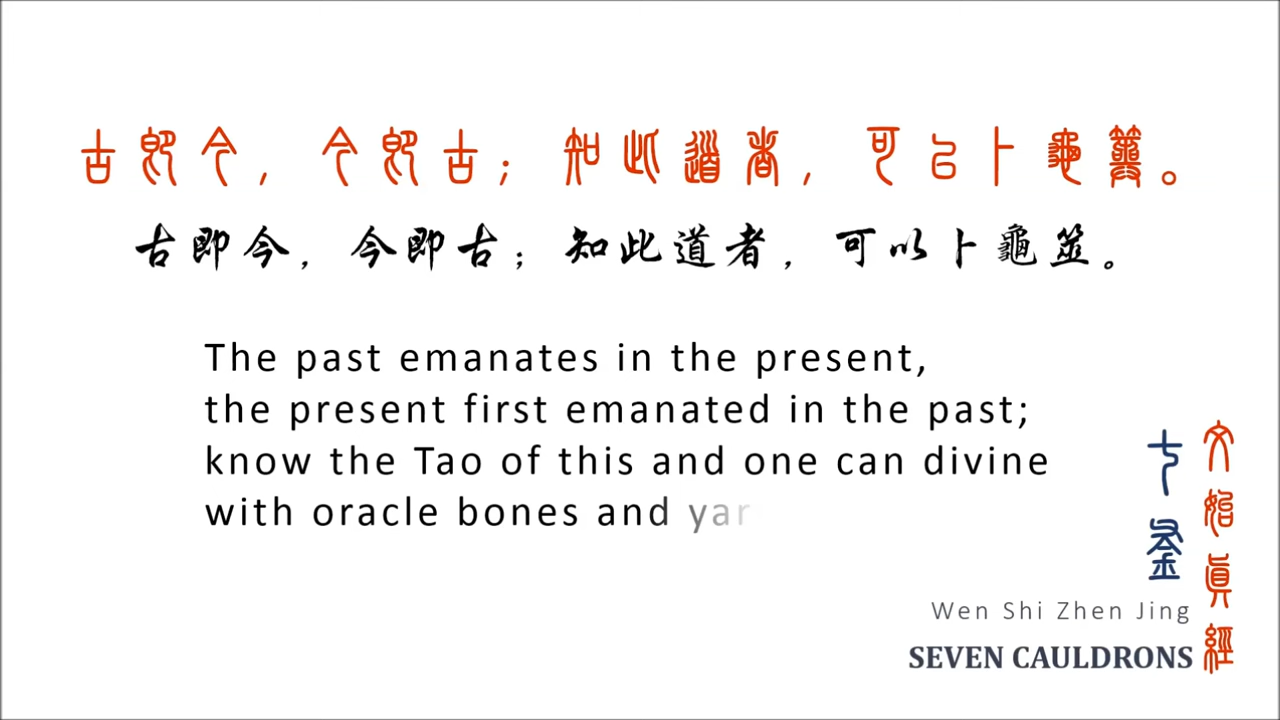 古即今，今即古；知此道者，可以卜龜筮。
古即今，今即古；知此道者，可以卜龜筮。
The past emanates in the present,
the present first emanated in the past;
know the Tao of this and one can divine
with oracle bones and yar
文始真經
七釜
Wen Shi Zhen Jing
SEVEN CAULDRONS